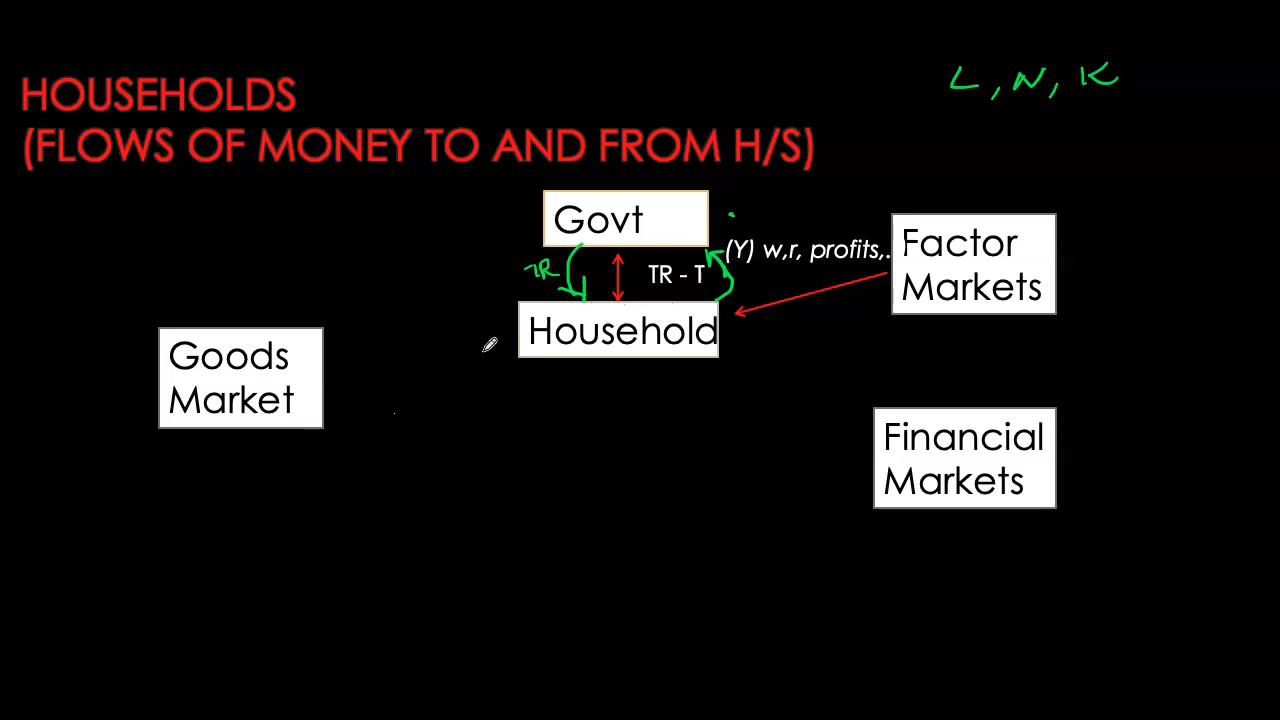 L, N, K
HOUSEHOLDS
(FLOWS OF MONEY TO AND FROM H/S)
Govt
(Y) w,r, profits,..
Factor
Markets
TR
TR - T
Household
Goods
Market
Financial
Markets